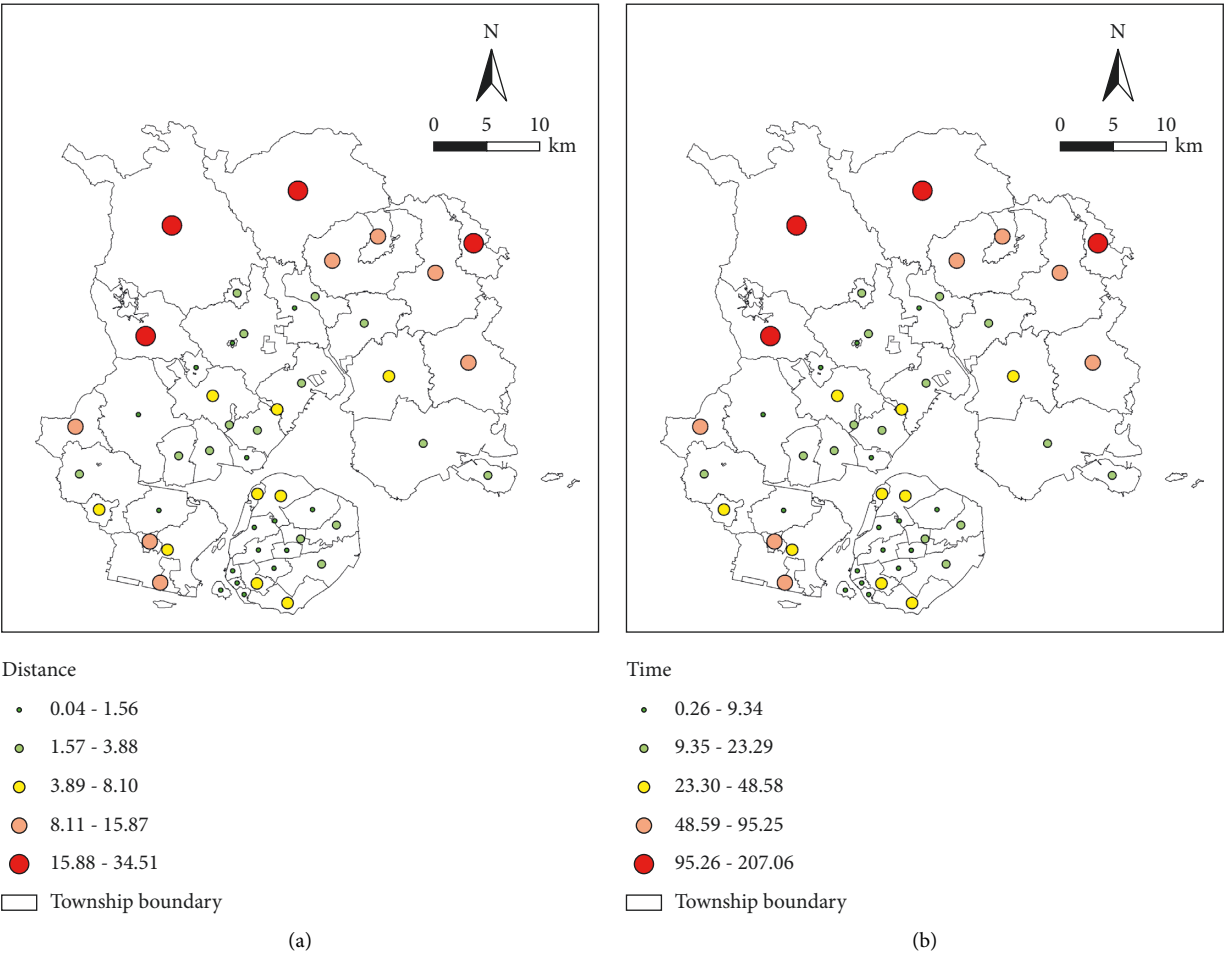 N
0 5 10
km
N
0 5 10
km
Distance
0.04 - 1.56
1.57 - 3.88
3.89 - 8.10
8.11 - 15.87
15.88 - 34.51
Township boundary
(a)
Time
0.26 - 9.34
9.35 - 23.29
23.30 - 48.58
48.59 - 95.25
95.26 - 207.06
Township boundary
(b)